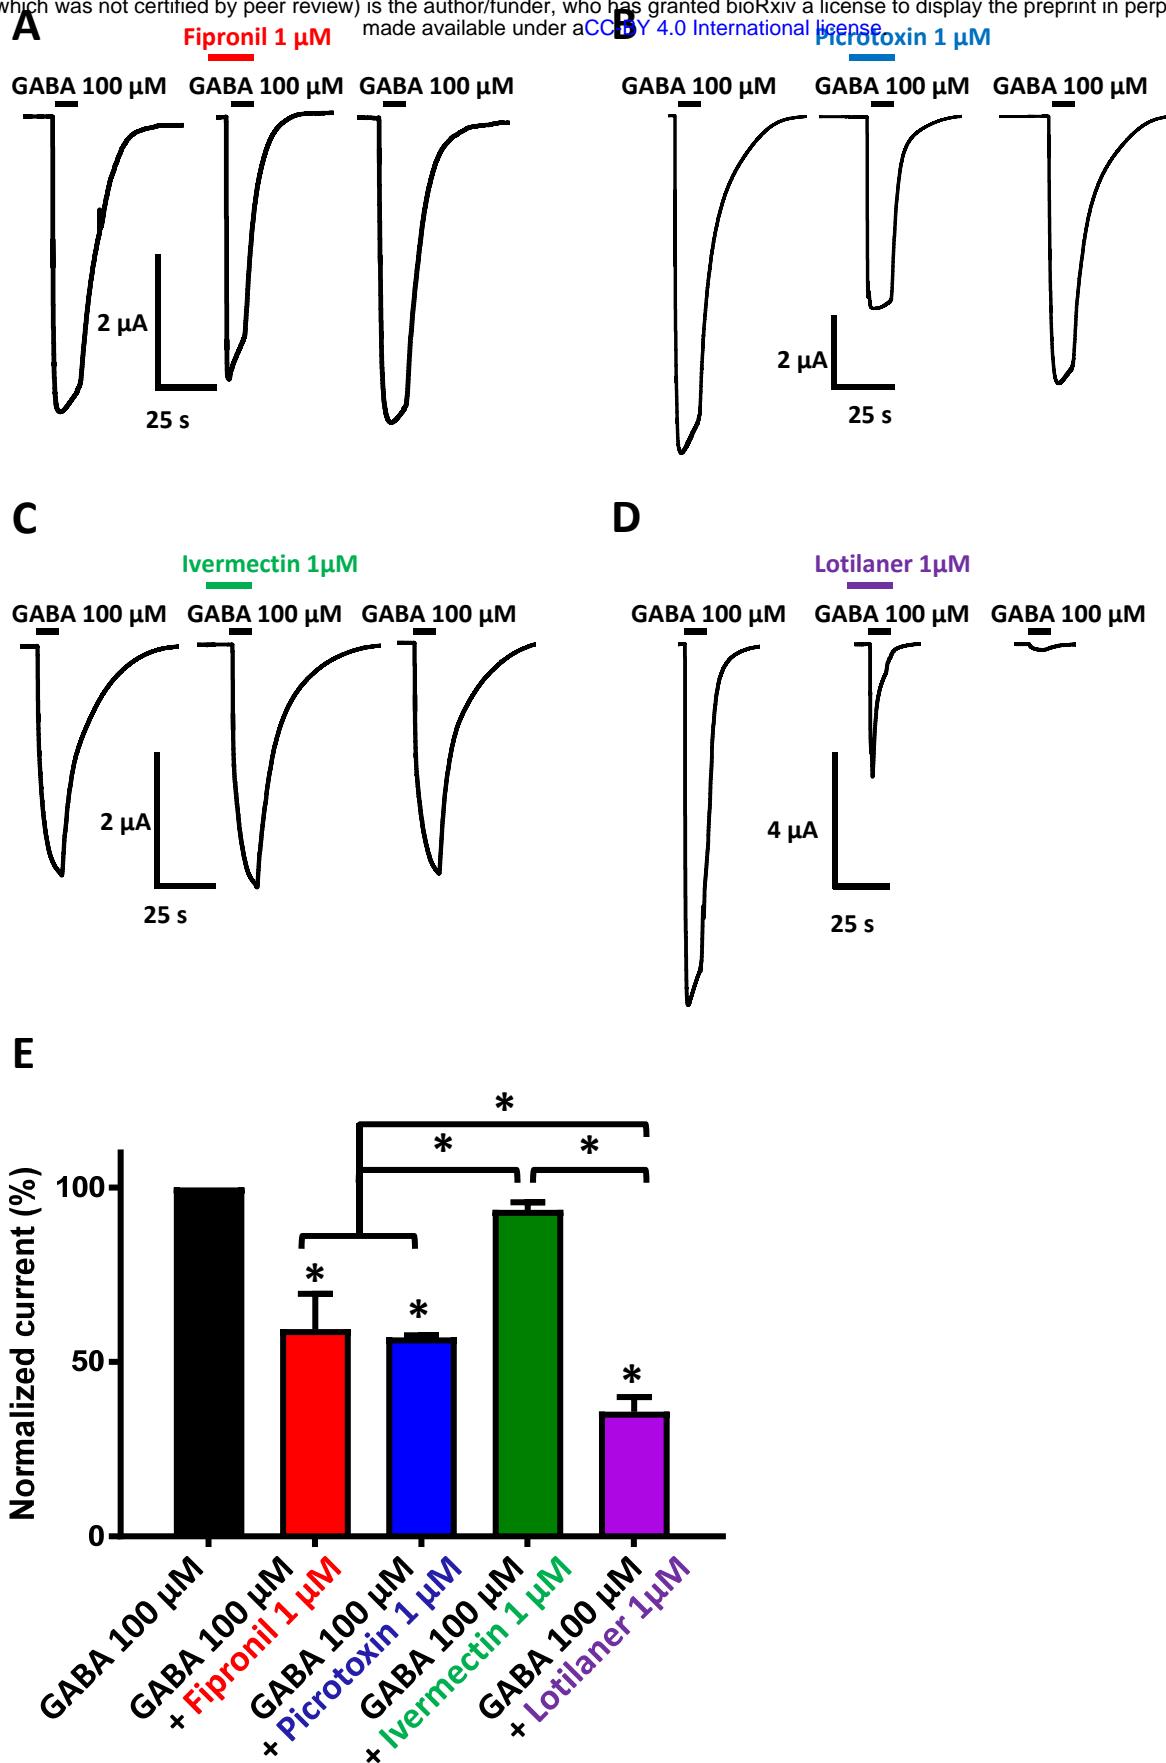 which was not certified by peer review) is the author/funder, who has granted bioRxiv a license to display the preprint in perp
made available under aCC-BY 4.0 International license.
A
Fipronil 1 µM
GABA 100 µM GABA 100 µM GABA 100 µM
2 µA
25 s
B
Picrotoxin 1 µM
GABA 100 µM GABA 100 µM GABA 100 µM
2 µA
25 s
C
Ivermectin 1µM
GABA 100 µM GABA 100 µM GABA 100 µM
2 µA
25 s
D
Lotilaner 1µM
GABA 100 µM GABA 100 µM GABA 100 µM
4 µA
25 s
E
*
* *
*
*
*
Normalized current (%)
100
50
0
GABA 100 µM
GABA 100 µM
+ Fipronil 1 µM
GABA 100 µM
+ Picrotoxin 1 µM
GABA 100 µM
+ Ivermectin 1 µM
GABA 100 µM
+ Lotilaner 1µM